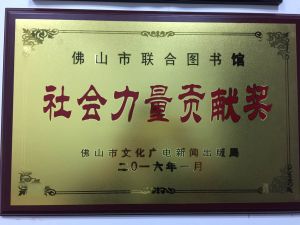 佛山市联合图书馆
社会力量贡献奖
佛山市文化广电新闻出版局
二〇一六年一月